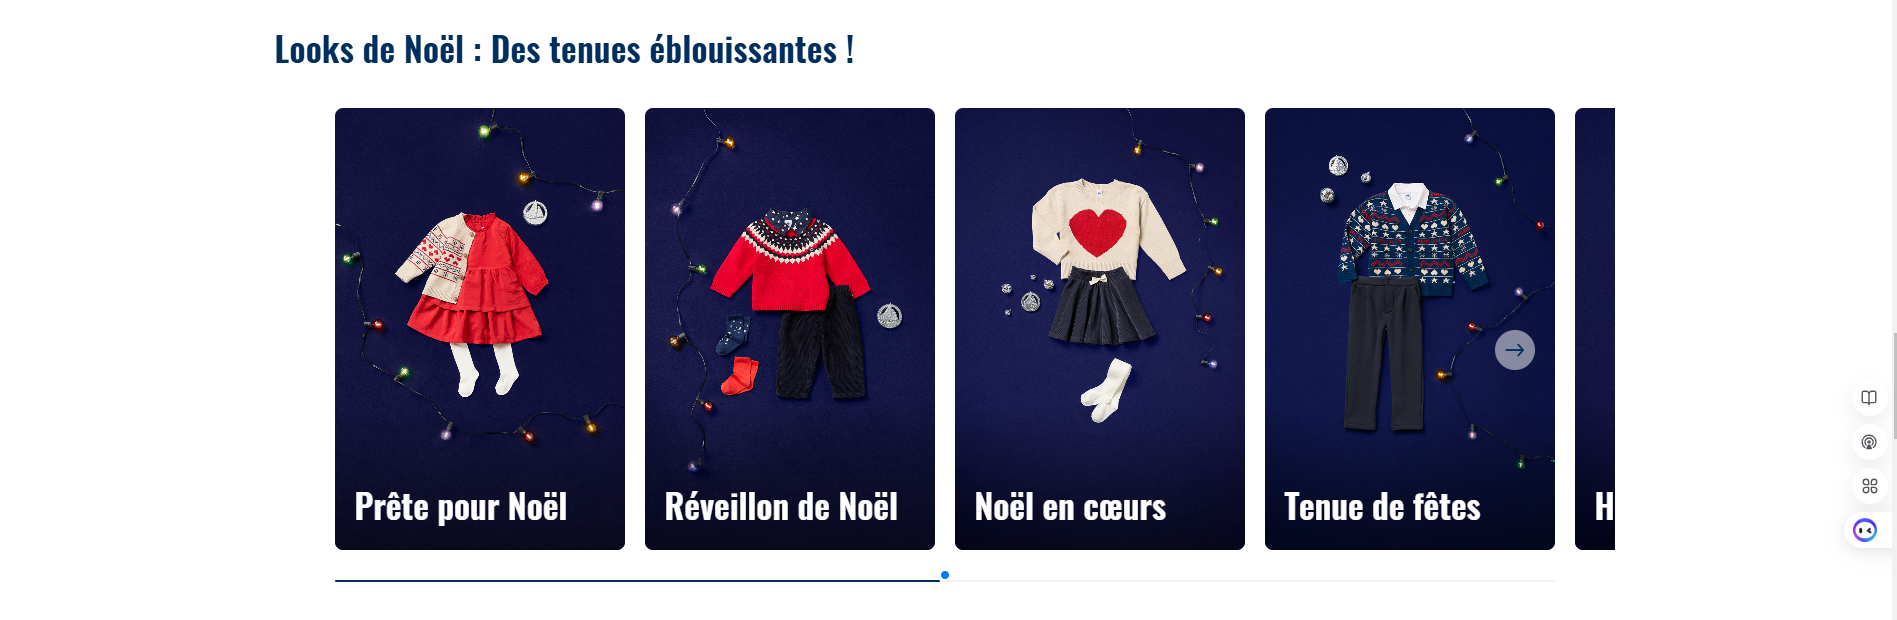 Looks de Noël : Des tenues éblouissantes !
Prête pour Noël
Réveillon de Noël
Noël en cœurs
Tenue de fêtes
H